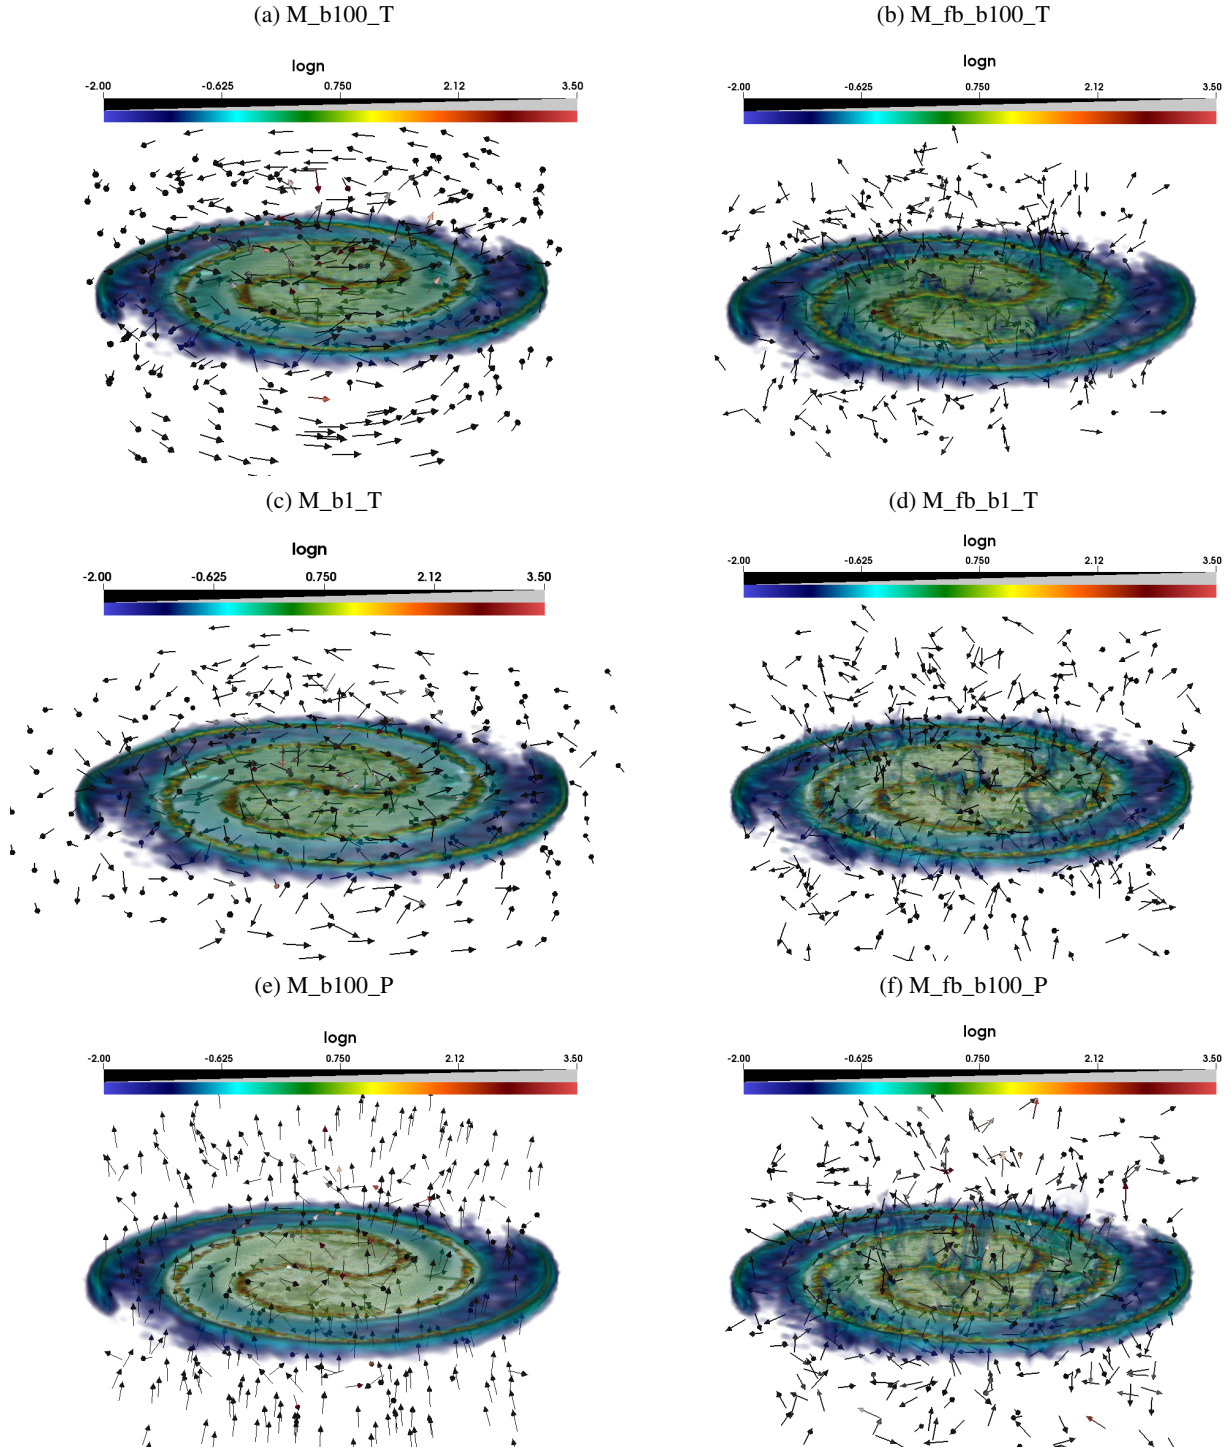 (a) M_b100_T
(b) M_fb_b100_T
logn
-2.00 -0.625 0.750 2.12 3.50
logn
-2.00 -0.625 0.750 2.12 3.50
(c) M_b1_T
(d) M_fb_b1_T
logn
-2.00 -0.625 0.750 2.12 3.50
logn
-2.00 -0.625 0.750 2.12 3.50
(e) M_b100_P
(f) M_fb_b100_P
logn
-2.00 -0.625 0.750 2.12 3.50
logn
-2.00 -0.625 0.750 2.12 3.50